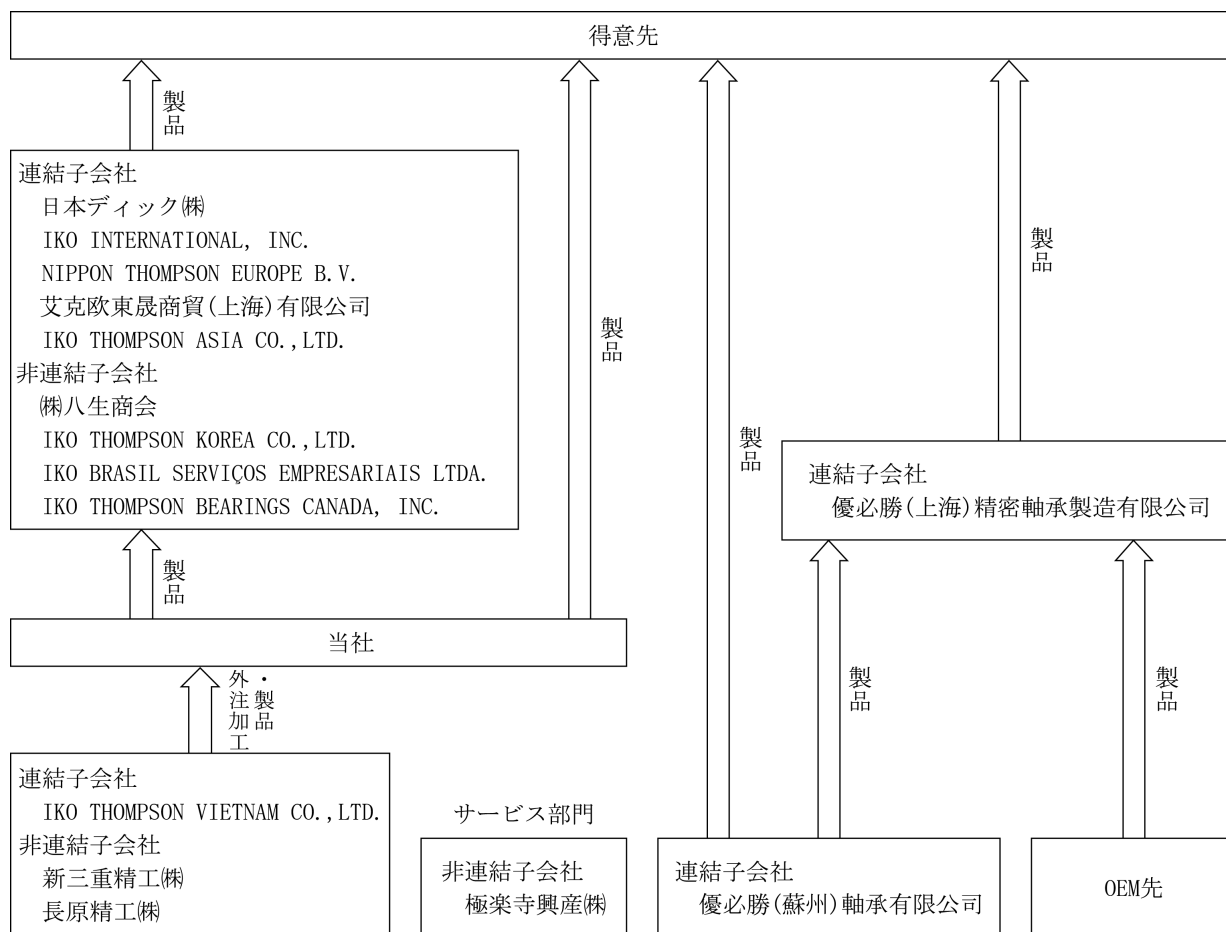 得意先
製品
製品
製品
製品
連結子会社
日本ディック㈱
IKO INTERNATIONAL, INC.
NIPPON THOMPSON EUROPE B.V.
艾克欧東晟商貿(上海)有限公司
IKO THOMPSON ASIA CO.,LTD.
非連結子会社
㈱八生商会
IKO THOMPSON KOREA CO.,LTD.
IKO BRASIL SERVIÇOS EMPRESARIAIS LTDA.
IKO THOMPSON BEARINGS CANADA, INC.
連結子会社
優必勝(上海)精密軸承製造有限公司
製品
当社
製品
製品
・製品
外注加工
連結子会社
IKO THOMPSON VIETNAM CO.,LTD.
非連結子会社
新三重精工㈱
長原精工㈱
サービス部門
非連結子会社
極楽寺興産㈱
連結子会社
優必勝(蘇州)軸承有限公司
OEM先